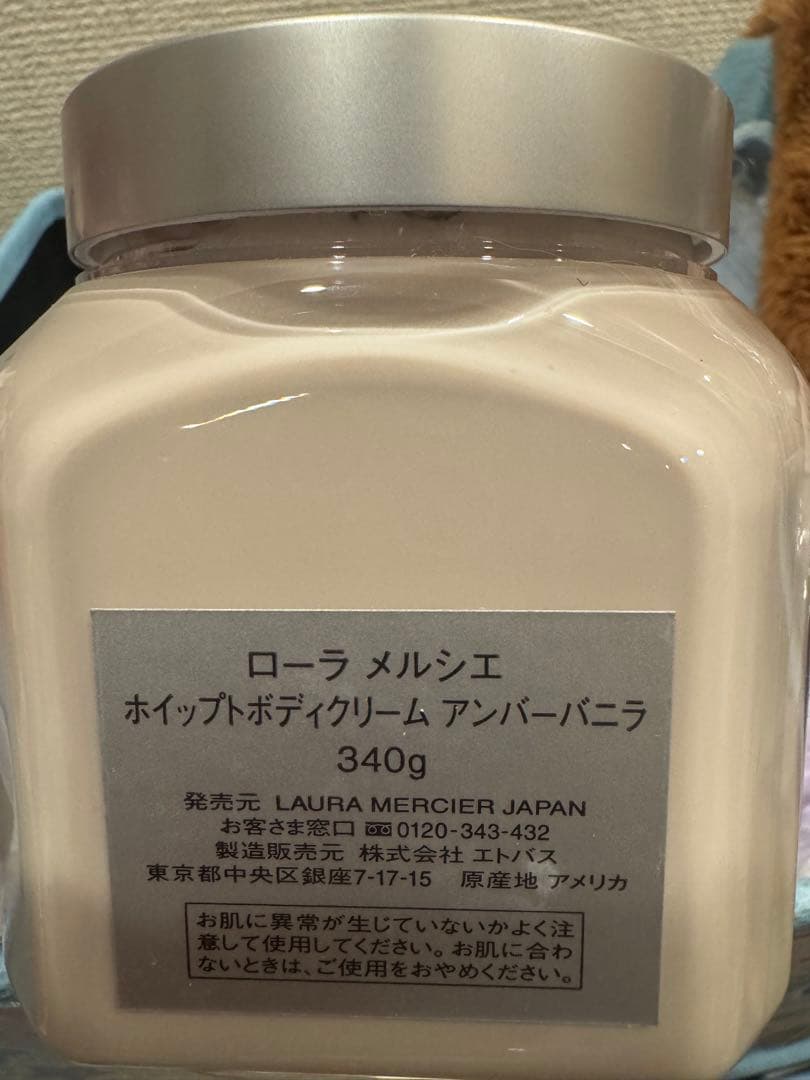 ローラ メルシエ
ホイップトボディクリーム アンバーバニラ
340g
発売元 LAURA MERCIER JAPAN
お客さま窓口 0120-343-432
製造販売元 株式会社 エトバス
東京都中央区銀座7-17-15 原産地 アメリカ
お肌に異常が生じていないかよく注
意して使用してください。お肌に合わ
ないときは、ご使用をおやめください。